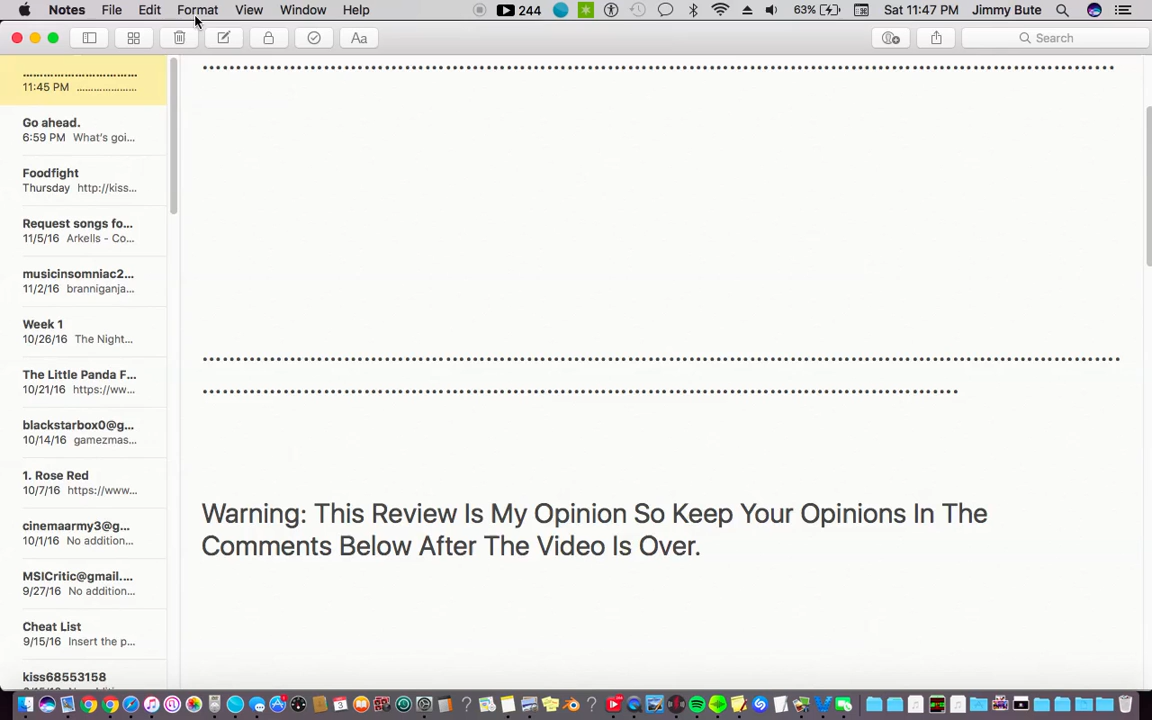 Notes File Edit Format View Window Help 244 63% Sat 11:47 PM Jimmy Bute
Aa Search
................................
11:45 PM ....................
Go ahead.
6:59 PM What's goi...
Foodfight
Thursday http://kiss...
Request songs fo...
11/5/16 Arkells - Co...
musicinsomniac2...
11/2/16 branniganja...
Week 1
10/26/16 The Night...
The Little Panda F...
10/21/16 https://ww...
blackstarbox0@g...
10/14/16 gamezmas...
1. Rose Red
10/7/16 https://www...
cinemaarmy3@g...
10/1/16 No addition...
MSICritic@gmail....
9/27/16 No addition...
Cheat List
9/15/16 Insert the p...
kiss68553158
Warning: This Review Is My Opinion So Keep Your Opinions In The
Comments Below After The Video Is Over.